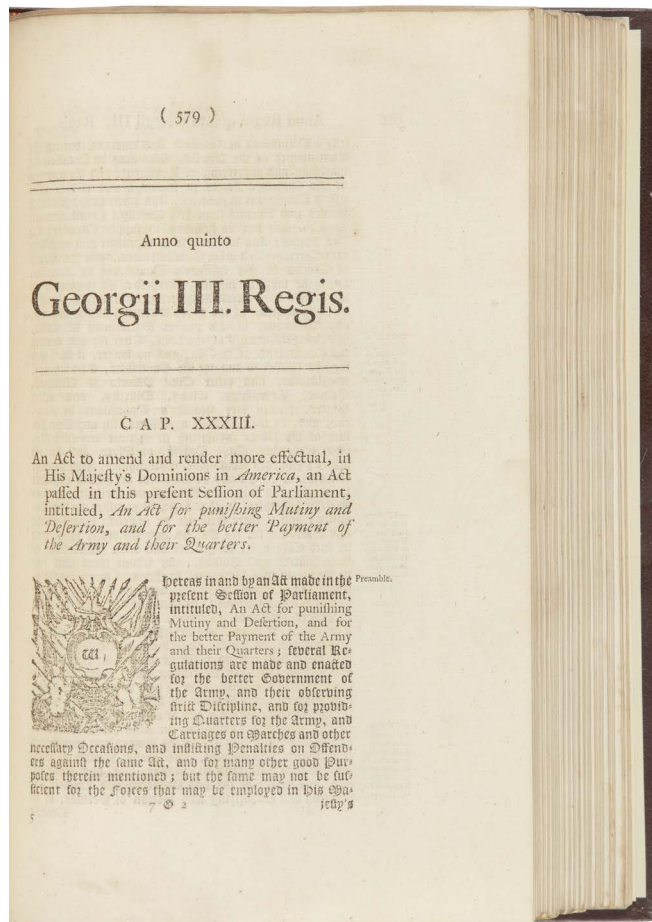 ( 579 )
Anno quinto
Georgii III. Regis.
C A P. XXXIII.
An Act to amend and render more effectual, in
His Majeſty's Dominions in America, an Act
paſſed in this preſent Seſſion of Parliament,
intituled, An Act for puniſhing Mutiny and
Deſertion, and for the better Payment of
the Army and their Quarters.
Whereas in and by an Act made in the
preſent Seſſion of Parliament,
intituled, An Act for puniſhing
Mutiny and Deſertion, and for
the better Payment of the Army
and their Quarters; ſeveral Re-
gulations are made and enacted
for the better Government of
the Army, and their obſerving
ſtrict Diſcipline, and for provid-
ing Quarters for the Army, and
Carriages on Marches and other
neceſſary Occaſions, and inflicting Penalties on Offend-
ers againſt the ſame Act, and for many other good Pur-
poſes therein mentioned; but the ſame may not be ſuf-
ficient for the Forces that may be employed in His Ma-
7 G 2 jeſty's
5
Preamble.